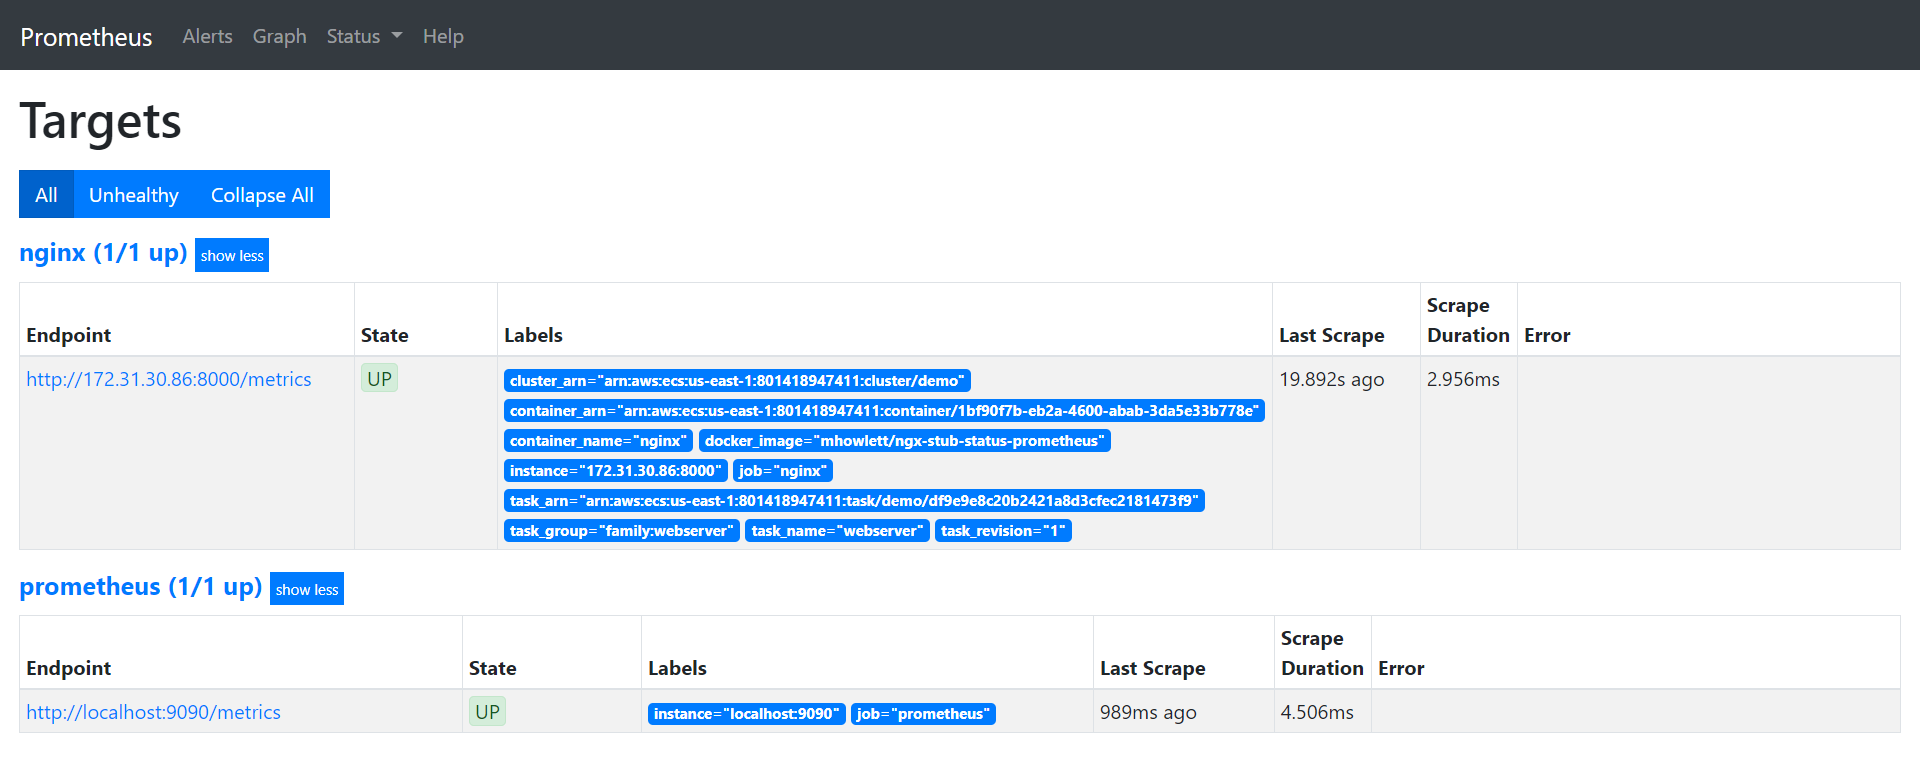 Prometheus Alerts Graph Status Help
Targets
All Unhealthy Collapse All
nginx (1/1 up) show less
Endpoint State Labels Last Scrape Scrape Duration Error
http://172.31.30.86:8000/metrics UP cluster_arn="arn:aws:ecs:us-east-1:801418947411:cluster/demo" 19.892s ago 2.956ms
container_arn="arn:aws:ecs:us-east-1:801418947411:container/1bf90f7b-eb2a-4600-abab-3da5e33b778e"
container_name="nginx" docker_image="mhowlett/ngx-stub-status-prometheus"
instance="172.31.30.86:8000" job="nginx"
task_arn="arn:aws:ecs:us-east-1:801418947411:task/demo/df9e9e8c20b2421a8d3cfec2181473f9"
task_group="family:webserver" task_name="webserver" task_revision="1"
prometheus (1/1 up) show less
Endpoint State Labels Last Scrape Scrape Duration Error
http://localhost:9090/metrics UP instance="localhost:9090" job="prometheus" 989ms ago 4.506ms